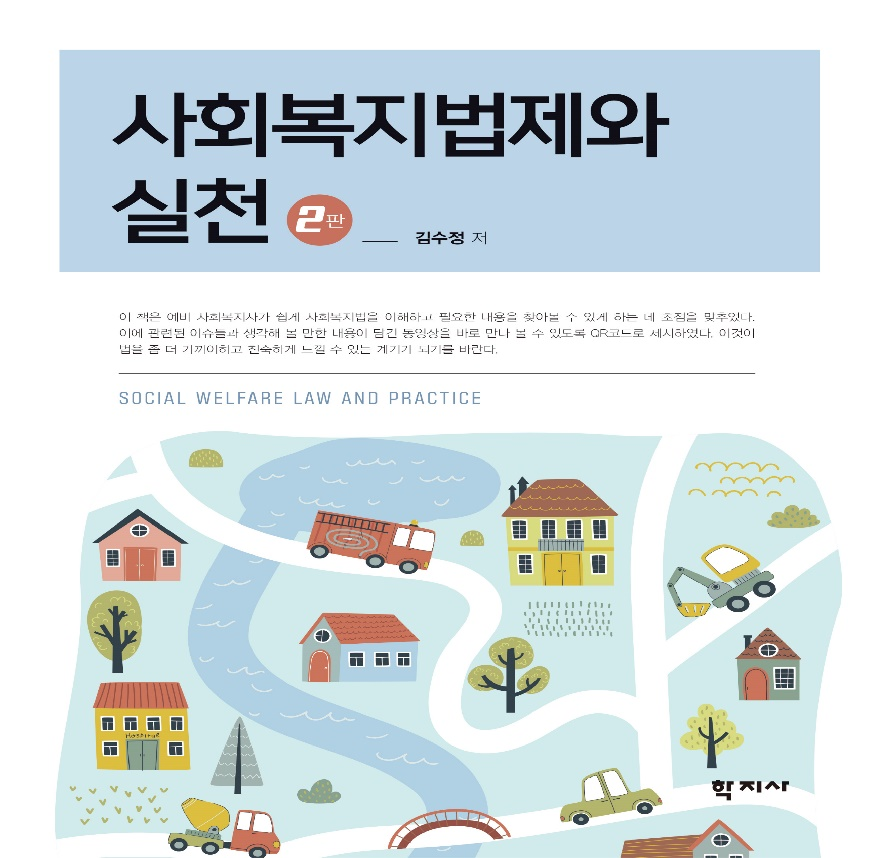 사회복지법제와
실천 2판 김수정 저
이 책은 예비 사회복지사가 쉽게 사회복지법을 이해하고 필요한 내용을 찾아볼 수 있게 하는 데 초점을 맞추었다.
이에 관련된 이슈들과 생각해 볼 만한 내용이 담긴 동영상을 바로 만나 볼 수 있도록 QR코드로 제시하였다. 이것이
법을 좀 더 가까이하고 친숙하게 느낄 수 있는 계기가 되기를 바란다.
SOCIAL WELFARE LAW AND PRACTICE
HOSPITAL
학지사